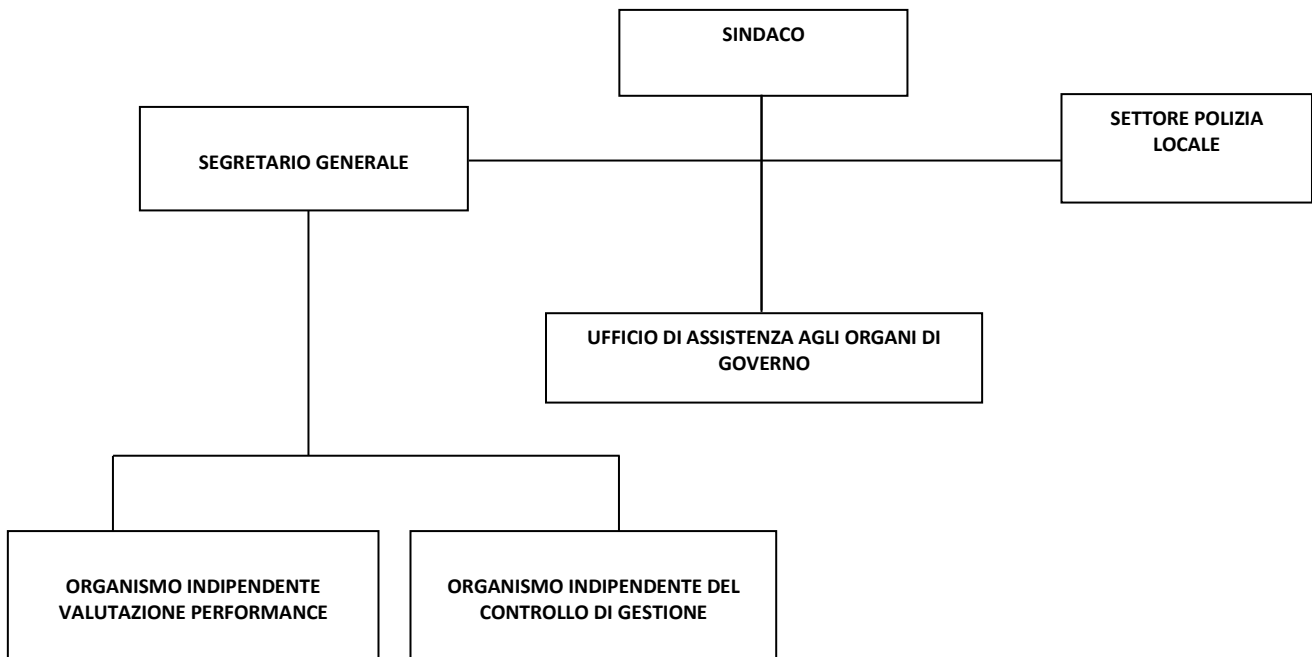 SINDACO
SETTORE POLIZIA
LOCALE
SEGRETARIO GENERALE
UFFICIO DI ASSISTENZA AGLI ORGANI DI
GOVERNO
ORGANISMO INDIPENDENTE
VALUTAZIONE PERFORMANCE
ORGANISMO INDIPENDENTE DEL
CONTROLLO DI GESTIONE